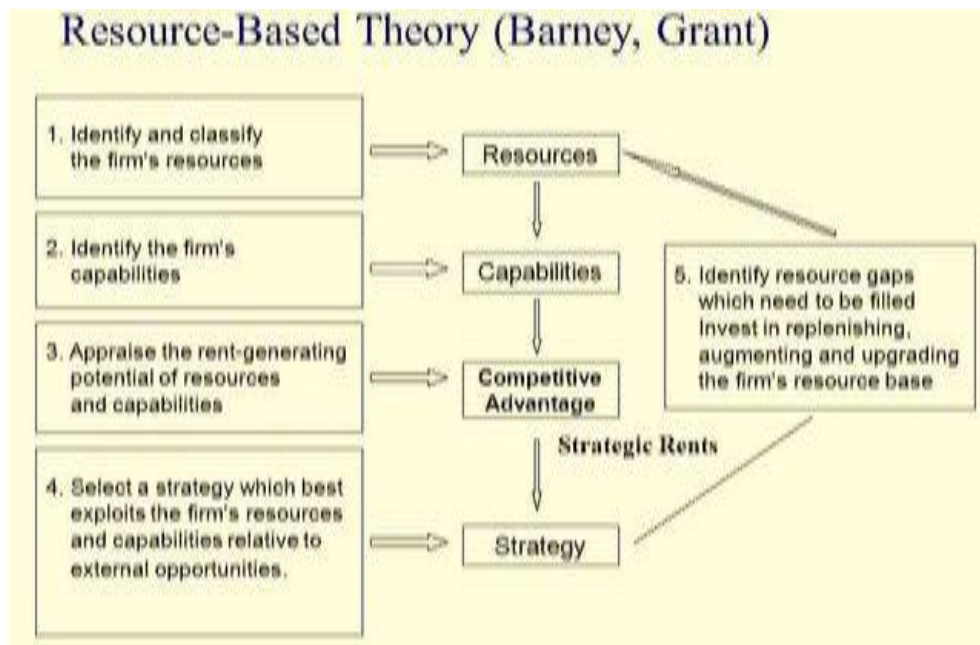 Resource-Based Theory (Barney, Grant)
1. Identify and classify
the firm's resources
Resources
2. Identify the firm's
capabilities
Capabilities
5. Identify resource gaps
which need to be filled
Invest in replenishing,
augmenting and upgrading
the firm's resource base
3. Appraise the rent-generating
potential of resources
and capabilities
Competitive
Advantage
Strategic Rents
4. Select a strategy which best
exploits the firm's resources
and capabilities relative to
external opportunities.
Strategy